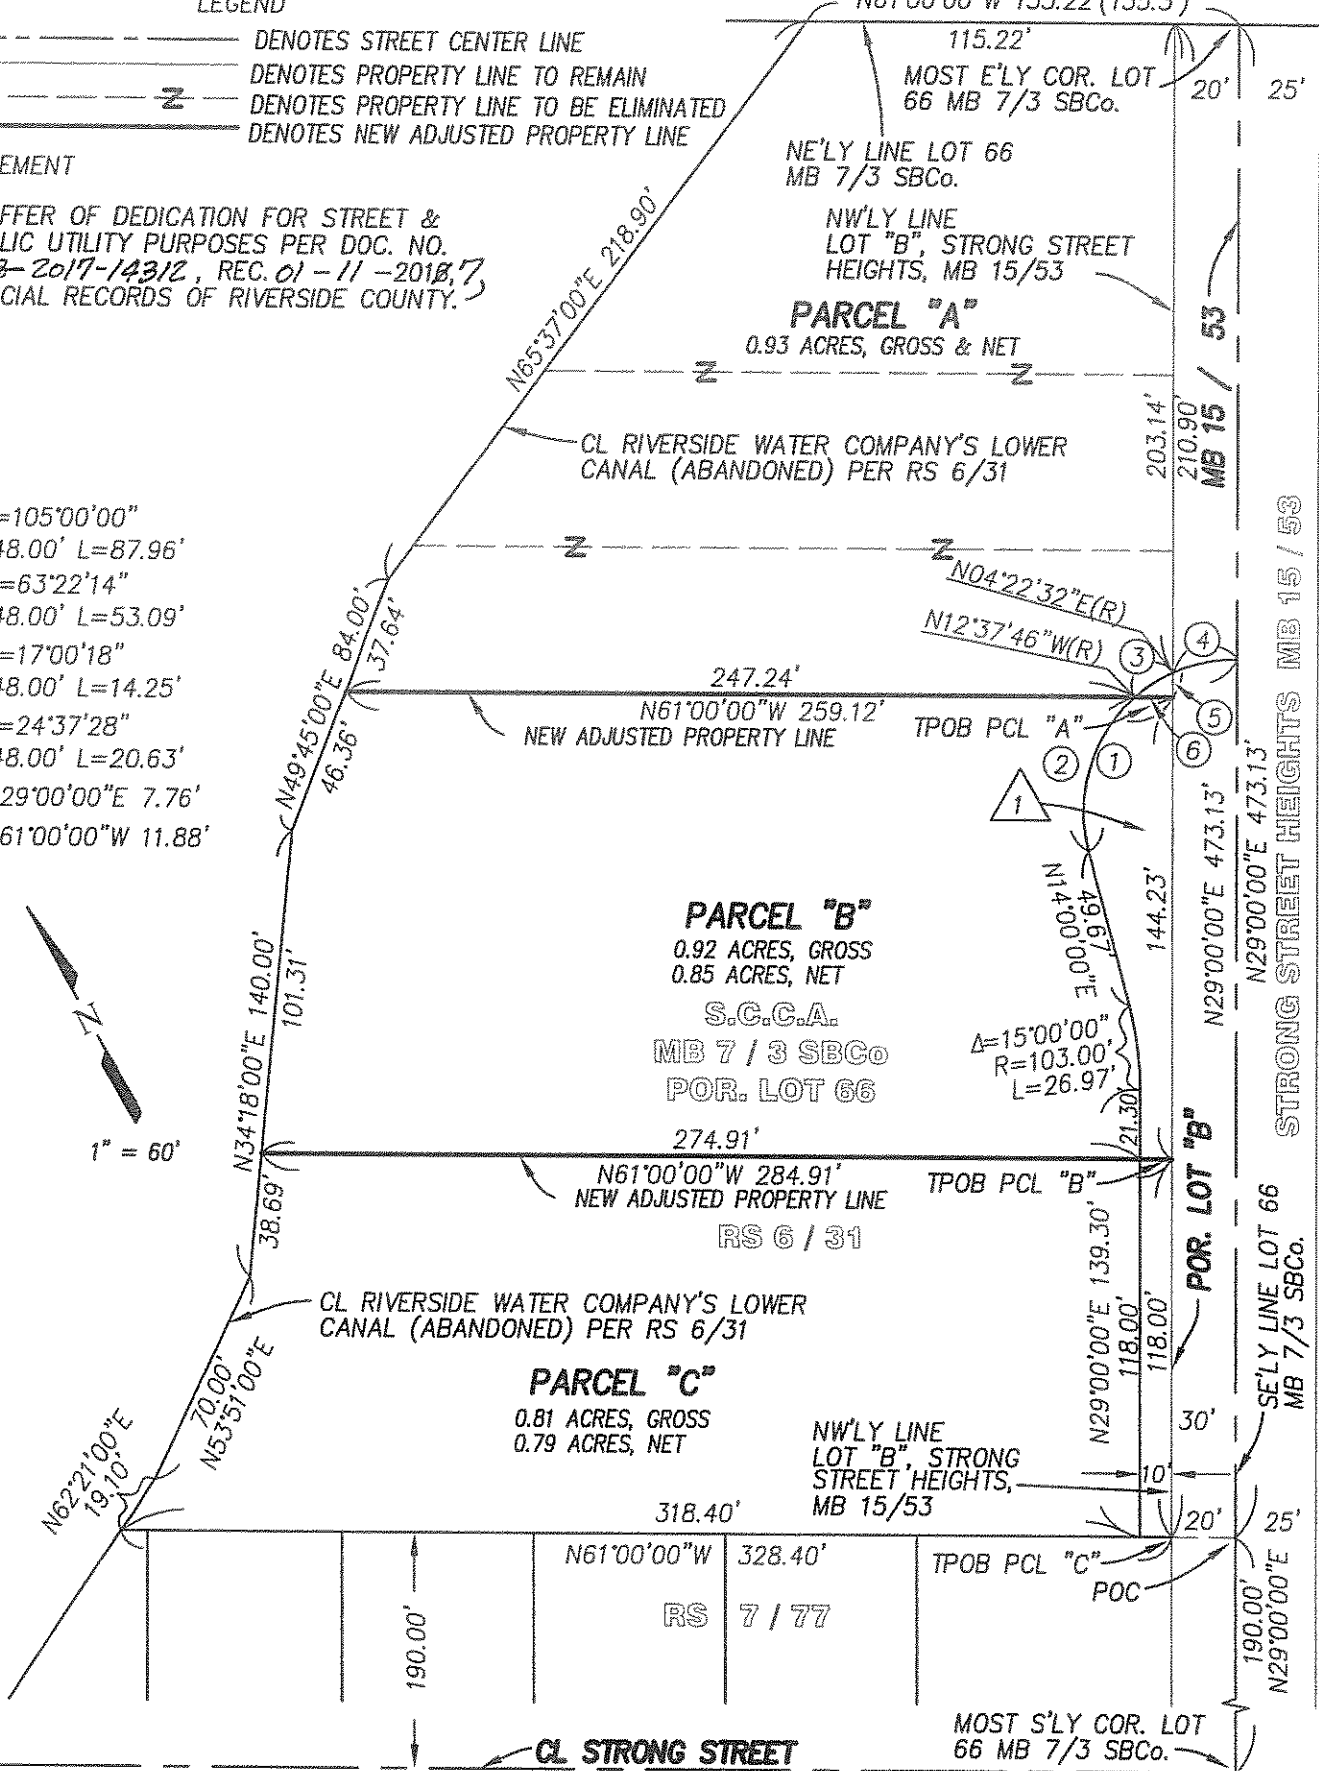 LEGEND
DENOTES STREET CENTER LINE
DENOTES PROPERTY LINE TO REMAIN
N
DENOTES PROPERTY LINE TO BE ELIMINATED
DENOTES NEW ADJUSTED PROPERTY LINE
EMENT
FFER OF DEDICATION FOR STREET &
LIC UTILITY PURPOSES PER DOC. NO.
-2017-14312, REC. 01-11-2017,
CIAL RECORDS OF RIVERSIDE COUNTY.
=105°00'00"
48.00' L=87.96'
=63°22'14"
48.00' L=53.09'
=17°00'18"
48.00' L=14.25'
=24°37'28"
48.00' L=20.63'
29°00'00"E 7.76'
61°00'00"W 11.88'
N
1" = 60'
N61°00'00"W 135.22'(135.3')
115.22'
MOST E'LY COR. LOT
66 MB 7/3 SBCo.
20'
25'
NE'LY LINE LOT 66
MB 7/3 SBCo.
NW'LY LINE
LOT "B", STRONG STREET
HEIGHTS, MB 15/53
PARCEL "A"
0.93 ACRES, GROSS & NET
N65°37'00"E 218.90'
N
N
CL RIVERSIDE WATER COMPANY'S LOWER
CANAL (ABANDONED) PER RS 6/31
203.14'
210.90'
MB 15 / 53
N
N
N04°22'32"E(R)
N12°37'46"W(R)
3
4
5
6
2
1
1
N49°45'00"E 84.00'
37.64'
46.36'
247.24'
N61°00'00"W 259.12'
NEW ADJUSTED PROPERTY LINE
TPOB PCL "A"
STRONG STREET HEIGHTS MB 15 / 53
N29°00'00"E 473.13'
N29°00'00"E 473.13'
49.67'
N14°00'00"E
144.23'
PARCEL "B"
0.92 ACRES, GROSS
0.85 ACRES, NET
S.C.C.A.
MB 7 / 3 SBCo
POR. LOT 66
Δ=15°00'00"
R=103.00'
L=26.97'
21.30'
N34°18'00"E 140.00'
101.31'
38.69'
274.91'
N61°00'00"W 284.91'
NEW ADJUSTED PROPERTY LINE
TPOB PCL "B"
POR. LOT "B"
RS 6 / 31
SE'LY LINE LOT 66
MB 7/3 SBCo.
N29°00'00"E 139.30'
118.00'
118.00'
CL RIVERSIDE WATER COMPANY'S LOWER
CANAL (ABANDONED) PER RS 6/31
70.00'
N53°51'00"E
N62°21'00"E
19.10'
PARCEL "C"
0.81 ACRES, GROSS
0.79 ACRES, NET
NW'LY LINE
LOT "B", STRONG
STREET HEIGHTS,
MB 15/53
30'
10'
20'
25'
318.40'
N61°00'00"W 328.40'
TPOB PCL "C"
POC
RS 7 / 77
190.00'
190.00'
N29°00'00"E
MOST S'LY COR. LOT
66 MB 7/3 SBCo.
CL STRONG STREET